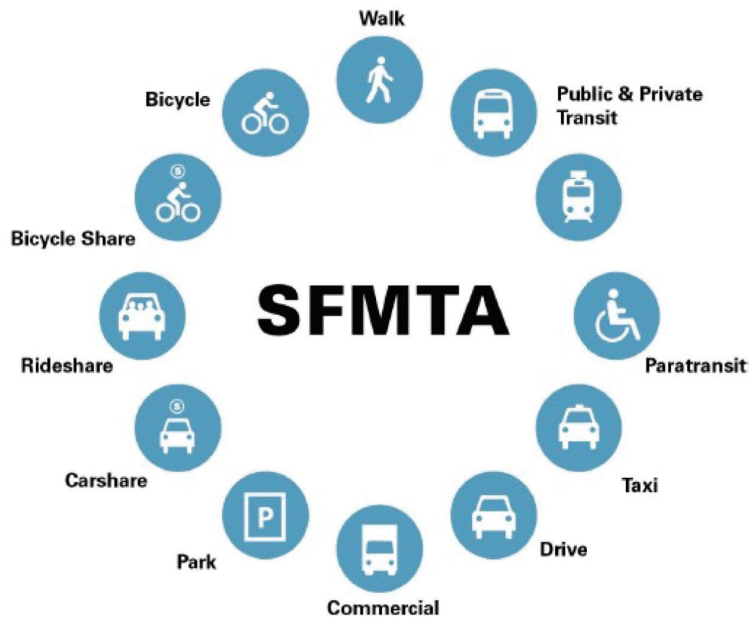 Walk
Bicycle
Public & Private
Transit
S
Bicycle Share
SFMTA
Rideshare
Paratransit
S
Carshare
Taxi
P
Park
Drive
Commercial